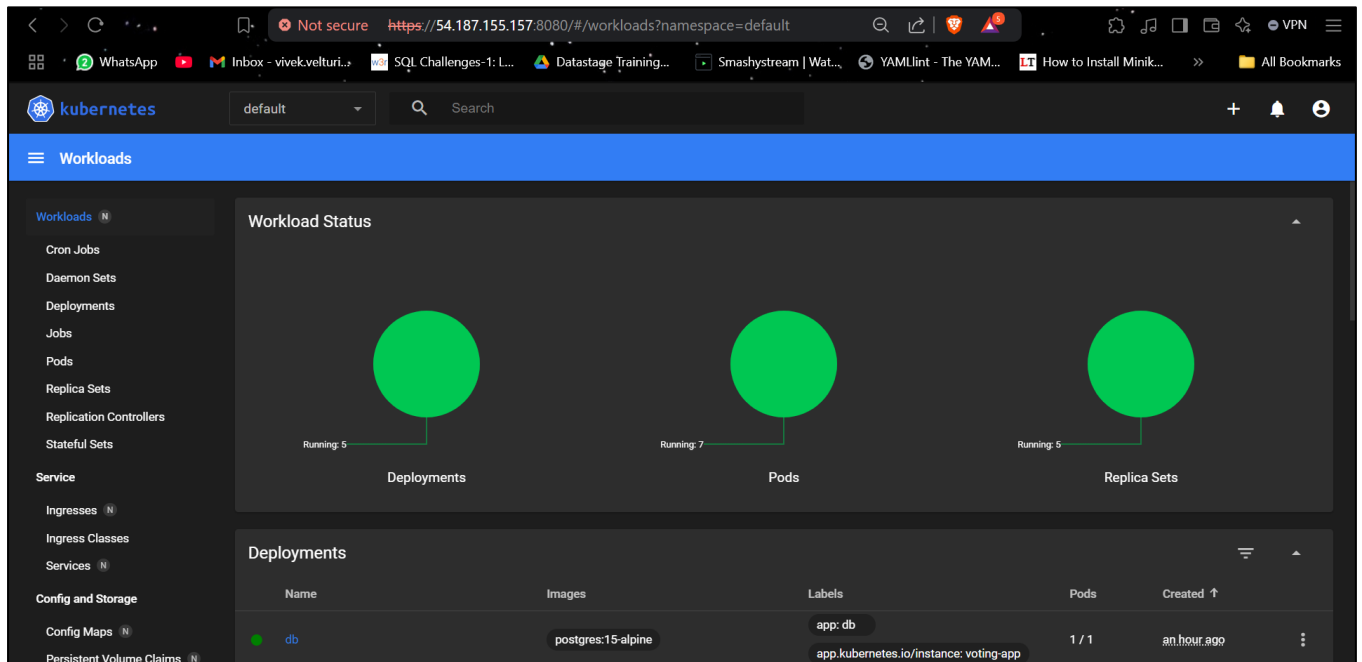 Not secure https://54.187.155.157:8080/#/workloads?namespace=default 5 VPN
2 WhatsApp Inbox - vivek.velturi... w3r SQL Challenges-1: L... Datastage Training... Smashystream | Wat... YAMLlint - The YAM... LT How to Install Minik... » All Bookmarks
kubernetes default Search
Workloads
Workloads N
Cron Jobs
Daemon Sets
Deployments
Jobs
Pods
Replica Sets
Replication Controllers
Stateful Sets
Service
Ingresses N
Ingress Classes
Services N
Config and Storage
Config Maps N
Persistent Volume Claims N
Workload Status
Running: 5 Running: 7 Running: 5
Deployments Pods Replica Sets
Deployments
Name Images Labels Pods Created ↑
app: db
db postgres:15-alpine 1 / 1 an hour ago
app.kubernetes.io/instance: voting-app